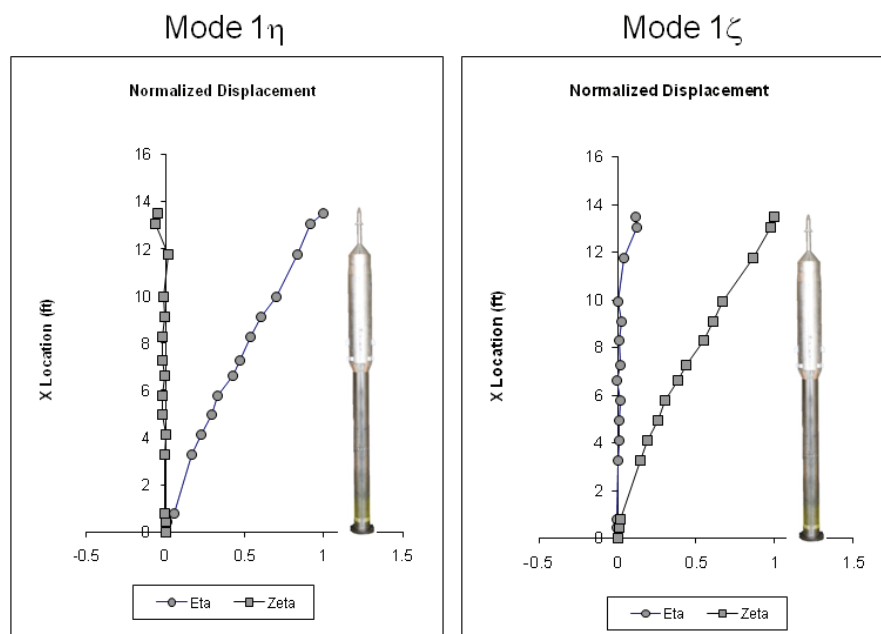 Mode 1η
Normalized Displacement
X Location (ft)
16
14
12
10
8
6
4
2
0
-0.5 0 0.5 1 1.5
Eta Zeta
Mode 1ζ
Normalized Displacement
X Location (ft)
16
14
12
10
8
6
4
2
0
-0.5 0 0.5 1 1.5
Eta Zeta